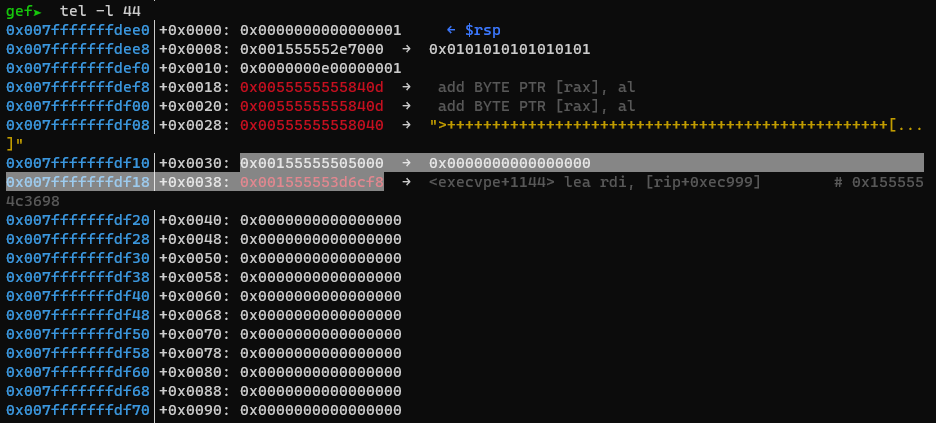 gef➤  tel -l 44
0x007fffffffdee0│+0x0000: 0x0000000000000001	 ← $rsp
0x007fffffffdee8│+0x0008: 0x001555552e7000  →  0x0101010101010101
0x007fffffffdef0│+0x0010: 0x0000000e00000001
0x007fffffffdef8│+0x0018: 0x0055555555840d  →   add BYTE PTR [rax], al
0x007fffffffdf00│+0x0020: 0x0055555555840d  →   add BYTE PTR [rax], al
0x007fffffffdf08│+0x0028: 0x00555555558040  →  ">+++++++++++++++++++++++++++++++++++++++++++++++++[...
]"
0x007fffffffdf10│+0x0030: 0x00155555505000  →  0x0000000000000000
0x007fffffffdf18│+0x0038: 0x001555553d6cf8  →  <execvpe+1144> lea rdi, [rip+0xec999]        # 0x155555
4c3698
0x007fffffffdf20│+0x0040: 0x0000000000000000
0x007fffffffdf28│+0x0048: 0x0000000000000000
0x007fffffffdf30│+0x0050: 0x0000000000000000
0x007fffffffdf38│+0x0058: 0x0000000000000000
0x007fffffffdf40│+0x0060: 0x0000000000000000
0x007fffffffdf48│+0x0068: 0x0000000000000000
0x007fffffffdf50│+0x0070: 0x0000000000000000
0x007fffffffdf58│+0x0078: 0x0000000000000000
0x007fffffffdf60│+0x0080: 0x0000000000000000
0x007fffffffdf68│+0x0088: 0x0000000000000000
0x007fffffffdf70│+0x0090: 0x0000000000000000